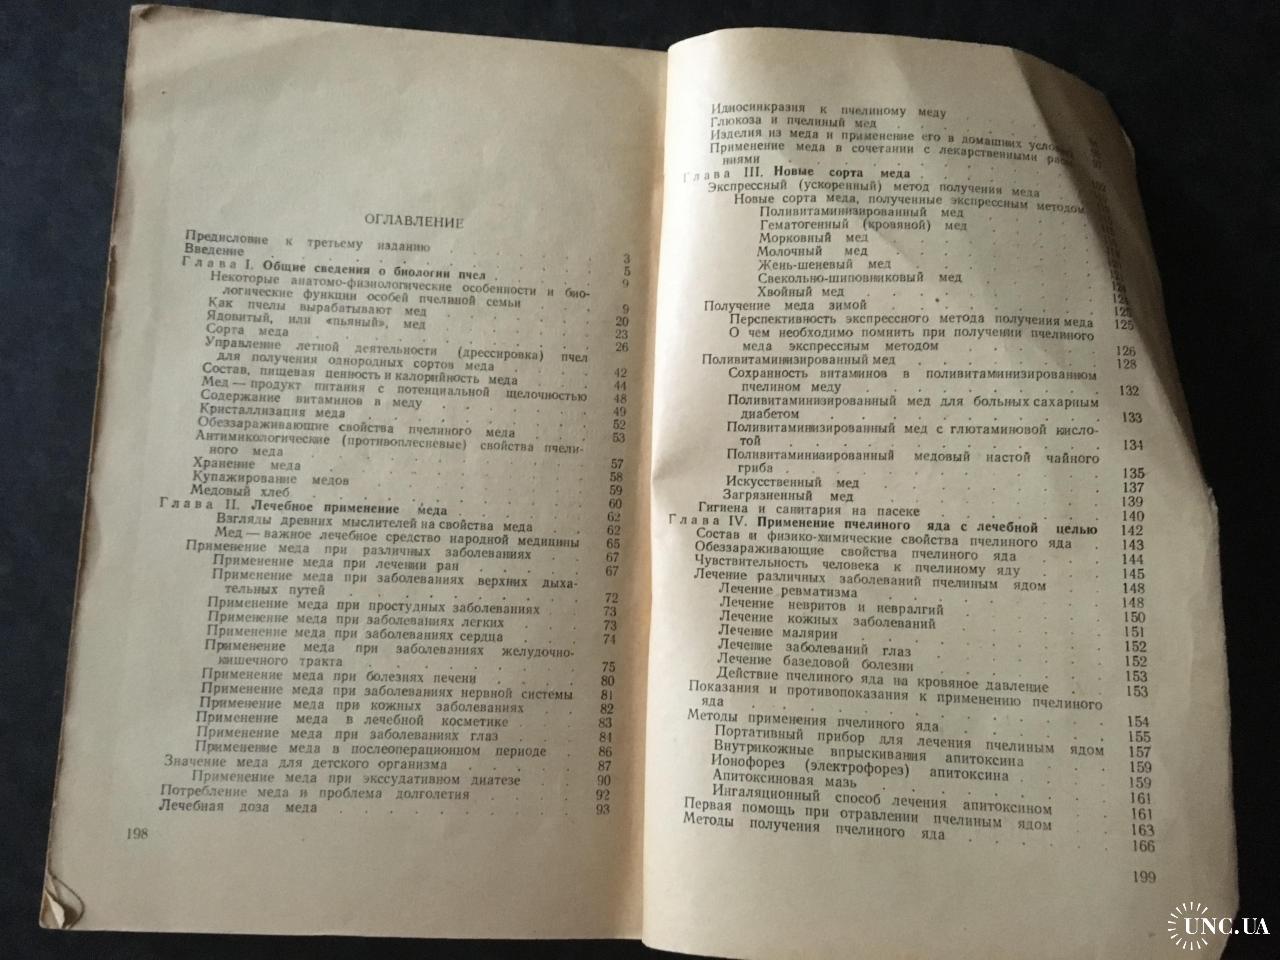 ОГЛАВЛЕНИЕ
Предисловие к третьему изданию . 3
Введение . . . . . . . 5
Глава I. Общие сведения о биологии пчел . . . . 9
Некоторые анатомо-физиологические особенности и био-
логические функции особей пчелиной семьи . . . 9
Как пчелы вырабатывают мед . . . . 20
Ядовитый, или «пьяный», мед . . . . 23
Сорта меда . . . . . . 26
Управление летной деятельности (дрессировка) пчел
для получения однородных сортов меда . . . 42
Состав, пищевая ценность и калорийность меда . . 44
Мед — продукт питания с потенциальной щелочностью 48
Содержание витаминов в меду . . . . 49
Кристаллизация меда . . . . . 52
Обеззараживающие свойства пчелиного меда . . . 53
Антимикологические (противоплесневые) свойства пчели-
ного меда . . . . . . 57
Хранение меда . . . . . 58
Купажирование медов . . . . . 59
Медовый хлеб . . . . . . 60
Глава II. Лечебное применение меда . . . . 62
Взгляды древних мыслителей на свойства меда . . 62
Мед — важное лечебное средство народной медицины 65
Применение меда при различных заболеваниях . . 67
Применение меда при лечении ран . . . . 67
Применение меда при заболеваниях верхних дыха-
тельных путей . . . . . . 72
Применение меда при простудных заболеваниях . 73
Применение меда при заболеваниях легких . . 73
Применение меда при заболеваниях сердца . . 74
Применение меда при заболеваниях желудочно-
кишечного тракта . . . . . 75
Применение меда при болезнях печени . . . 80
Применение меда при заболеваниях нервной системы 81
Применение меда при кожных заболеваниях . . 82
Применение меда в лечебной косметике . . . 83
Применение меда при заболеваниях глаз . . . 84
Применение меда в послеоперационном периоде . . 86
Значение меда для детского организма . . . 87
Применение меда при экссудативном диатезе . . 90
Потребление меда и проблема долголетия . . . 92
Лечебная доза меда . . . . . 93
198
Идиосинкразия к пчелиному меду
Глюкоза и пчелиный мед . . . .
Изделия из меда и применение его в домашних
Применение меда в сочетании с лекарственными
ниями . . . . .
Глава III. Новые сорта меда . . . .
Экспрессный (ускоренный) метод получения меда
Новые сорта меда, полученные экспрессным методом
Поливитаминизированный мед . . .
Гематогенный (кровяной) мед . . .
Морковный мед . . . .
Молочный мед . . . .
Жень-шеневый мед . . . .
Свекольно-шиповниковый мед . . .
Хвойный мед . . . .
Получение меда зимой . . . .
Перспективность экспрессного метода получения меда 125
О чем необходимо помнить при получении пчелиного
меда экспрессным методом . . . . 126
Поливитаминизированный мед . . . . 128
Сохранность витаминов в поливитаминизированном
пчелином меду . . . . . 132
Поливитаминизированный мед для больных сахарным
диабетом . . . . . . 133
Поливитаминизированный мед с глютаминовой кисло-
той . . . . . . 134
Поливитаминизированный медовый настой чайного
гриба . . . . . . 135
Искусственный мед . . . . . 137
Загрязненный мед . . . . . 139
Гигиена и санитария на пасеке . . . . 140
Глава IV. Применение пчелиного яда с лечебной целью 142
Состав и физико-химические свойства пчелиного яда . 143
Обеззараживающие свойства пчелиного яда . . 144
Чувствительность человека к пчелиному яду . . 145
Лечение различных заболеваний пчелиным ядом . . 148
Лечение ревматизма . . . . . 148
Лечение невритов и невралгий . . . . 150
Лечение кожных заболеваний . . . . 151
Лечение малярии . . . . . 152
Лечение заболеваний глаз . . . . 152
Лечение базедовой болезни . . . . 153
Действие пчелиного яда на кровяное давление . . 153
Показания и противопоказания к применению пчелиного
яда . . . . . . . 154
Методы применения пчелиного яда . . . . 155
Портативный прибор для лечения пчелиным ядом 157
Внутрикожные впрыскивания апитоксина . . . 159
Ионофорез (электрофорез) апитоксина . . . 159
Апитоксиновая мазь . . . . . 161
Ингаляционный способ лечения апитоксином . . 161
Первая помощь при отравлении пчелиным ядом . . 163
Методы получения пчелиного яда . . . . 166
199
UNC.UA